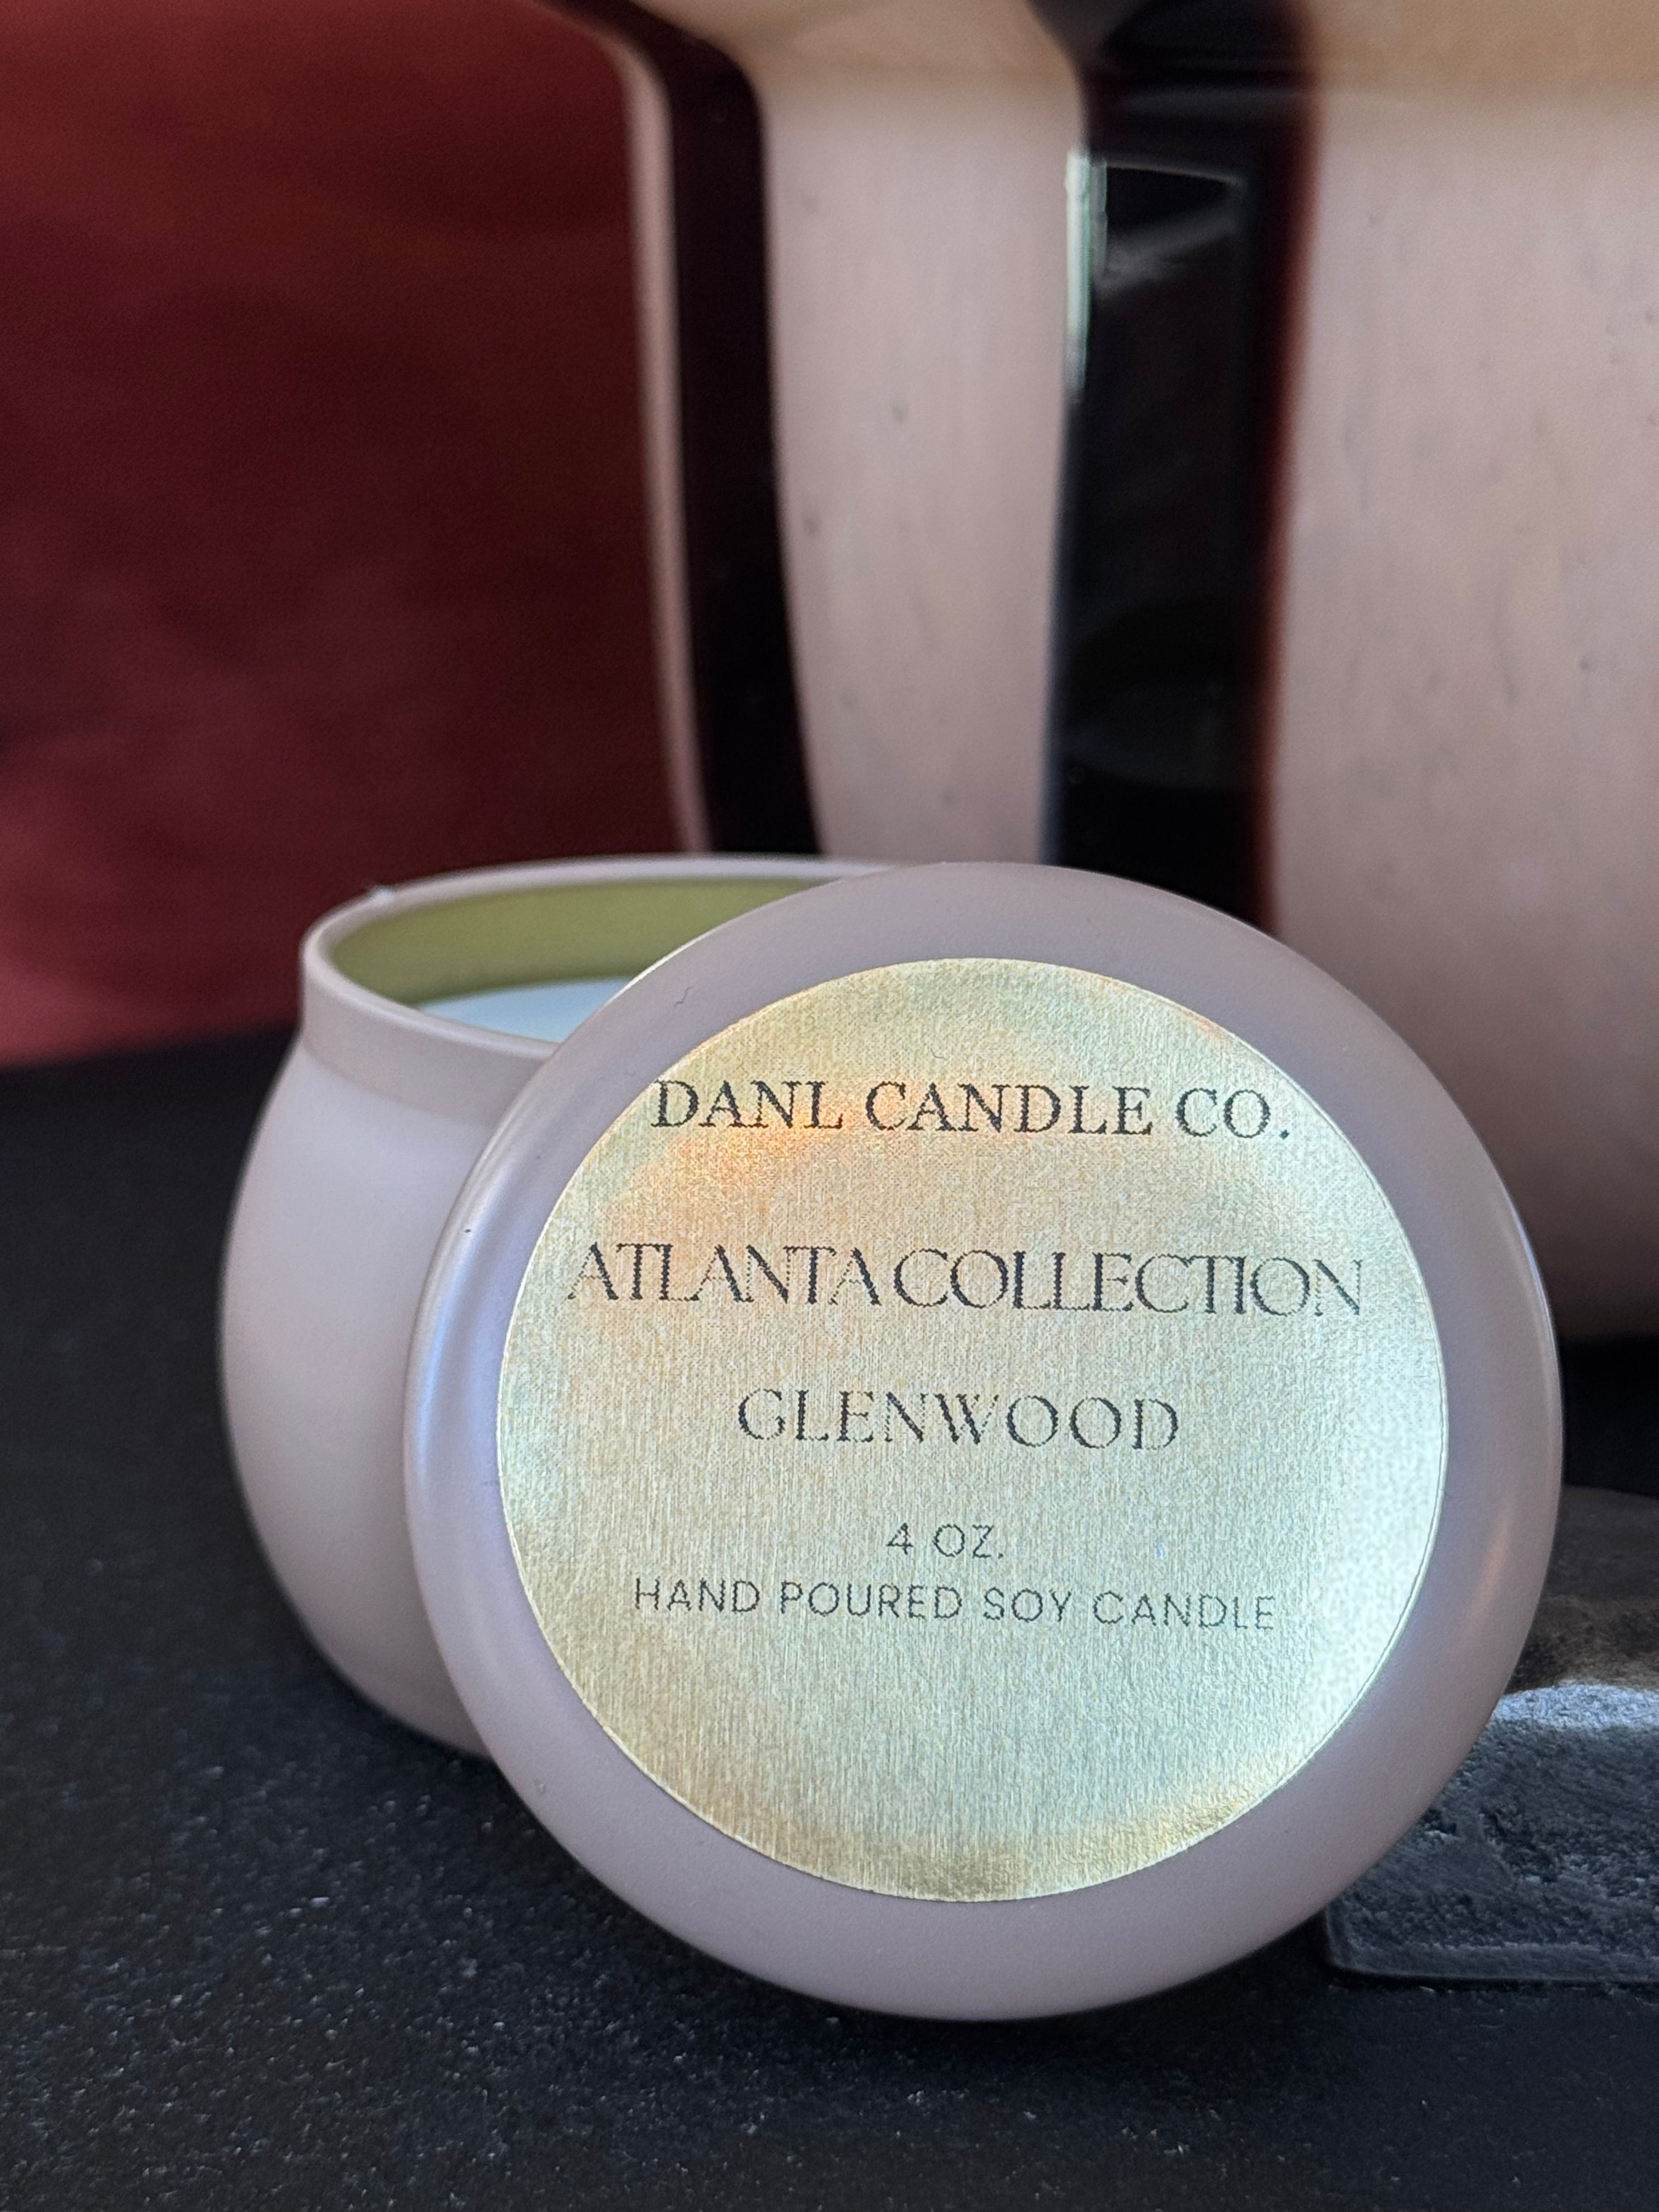 DANL CANDLE CO.
ATLANTA COLLECTION
GLENWOOD
4 OZ.
HAND POURED SOY CANDLE